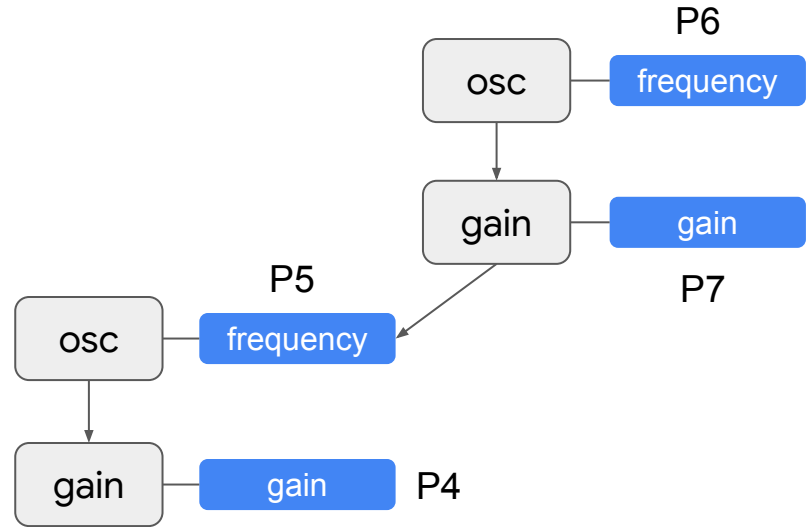 P6
osc
frequency
gain
gain
P7
P5
osc
frequency
gain
gain
P4